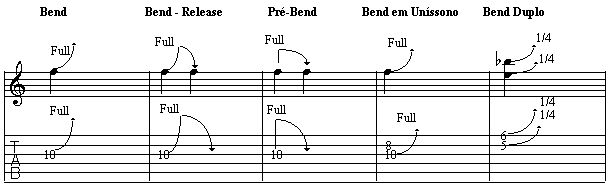 Bend Bend - Release Pré-Bend Bend em Uníssono Bend Duplo
Full Full Full Full 1/4
1/4
Full Full Full Full 1/4
1/4
10 10 10 8 6
10 5